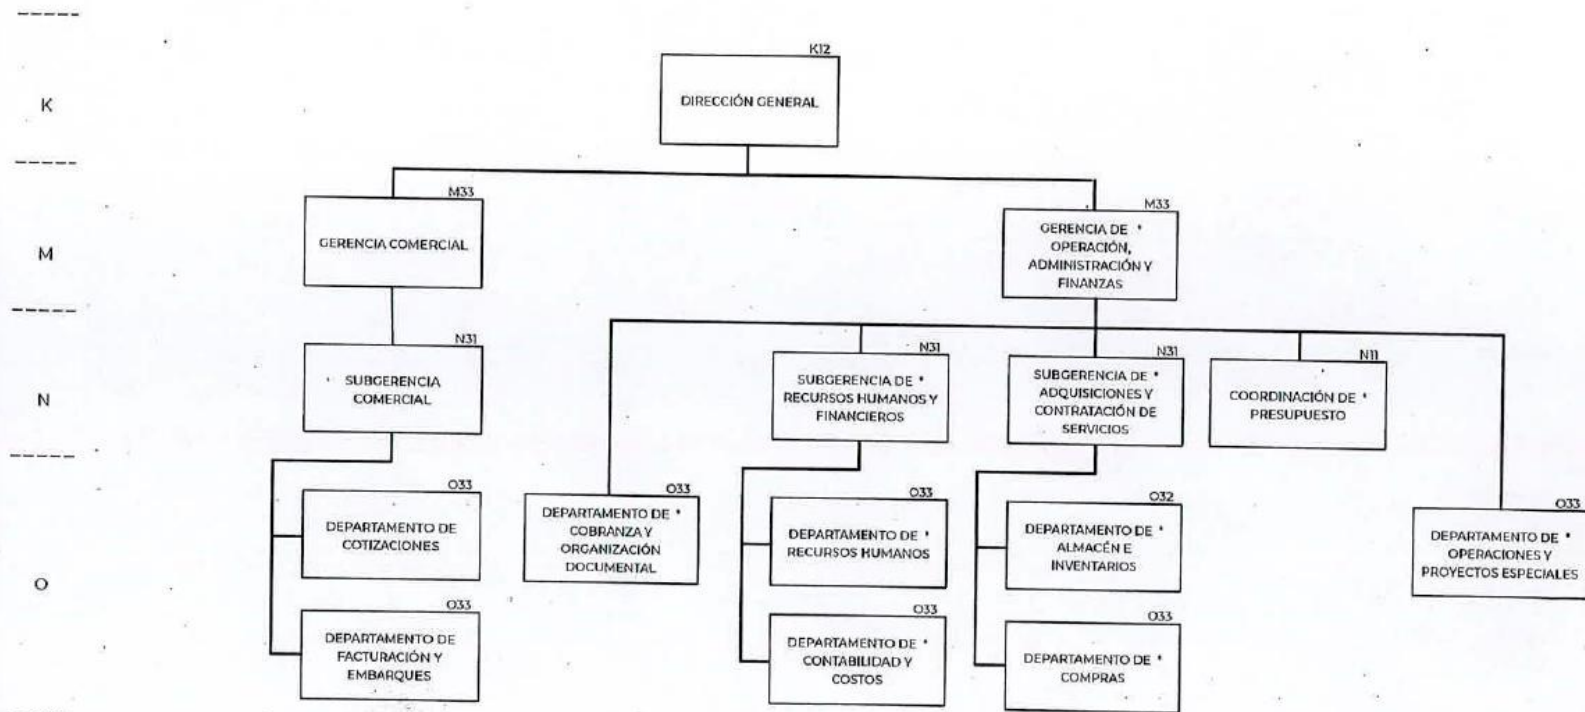 K
K12
DIRECCIÓN GENERAL
M
M33
GERENCIA COMERCIAL
M33
GERENCIA DE *
OPERACIÓN,
ADMINISTRACIÓN Y
FINANZAS
N
N31
SUBGERENCIA
COMERCIAL
N31
SUBGERENCIA DE *
RECURSOS HUMANOS Y
FINANCIEROS
N31
SUBGERENCIA DE *
ADQUISICIONES Y
CONTRATACIÓN DE
SERVICIOS
N11
COORDINACIÓN DE *
PRESUPUESTO
O
O33
DEPARTAMENTO DE
COTIZACIONES
O33
DEPARTAMENTO DE *
COBRANZA Y
ORGANIZACIÓN
DOCUMENTAL
O33
DEPARTAMENTO DE *
RECURSOS HUMANOS
O32
DEPARTAMENTO DE *
ALMACÉN E
INVENTARIOS
O33
DEPARTAMENTO DE *
OPERACIONES Y
PROYECTOS ESPECIALES
O33
DEPARTAMENTO DE
FACTURACIÓN Y
EMBARQUES
O33
DEPARTAMENTO DE *
CONTABILIDAD Y
COSTOS
O33
DEPARTAMENTO DE *
COMPRAS